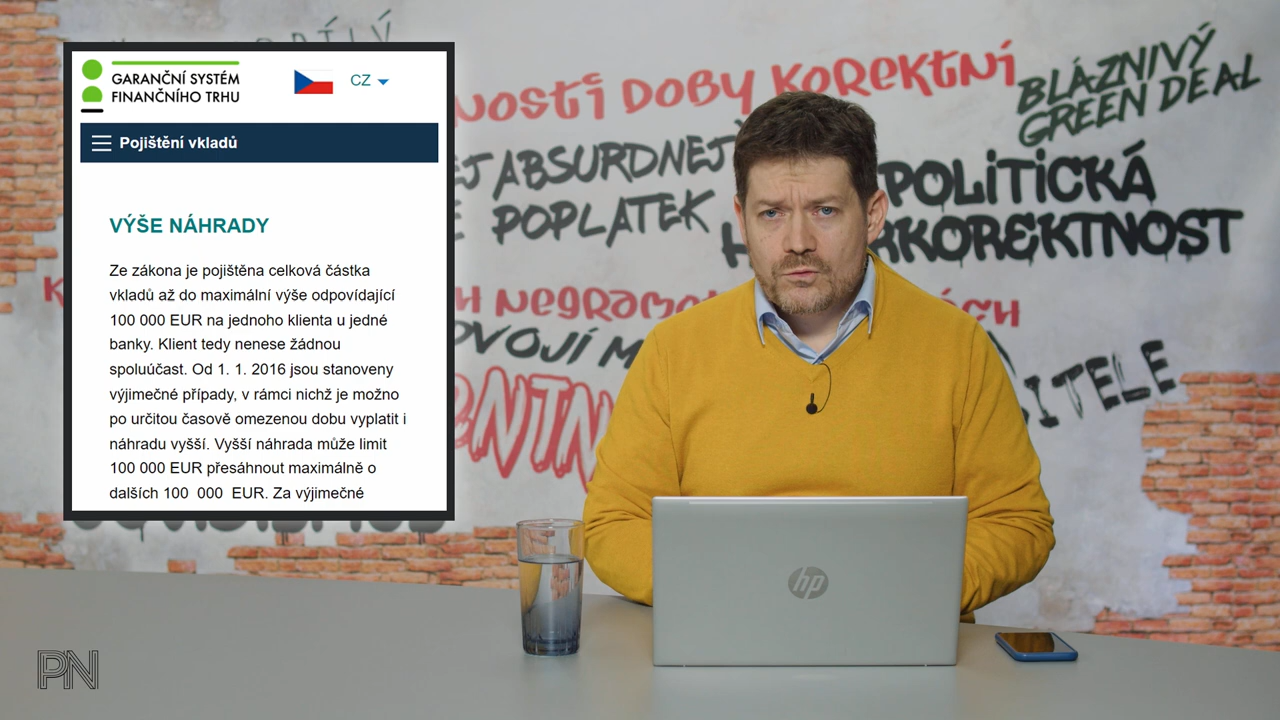 GARANČNÍ SYSTÉM
FINANČNÍHO TRHU
CZ
Pojištění vkladů
VÝŠE NÁHRADY
Ze zákona je pojištěna celková částka
vkladů až do maximální výše odpovídající
100 000 EUR na jednoho klienta u jedné
banky. Klient tedy nenese žádnou
spoluúčast. Od 1. 1. 2016 jsou stanoveny
výjimečné případy, v rámci nichž je možno
po určitou časově omezenou dobu vyplatit i
náhradu vyšší. Vyšší náhrada může limit
100 000 EUR přesáhnout maximálně o
dalších 100 000 EUR. Za výjimečné
DOBY KOREKTNÍ
BLÁZNIVÝ
GREEN DEAL
ABSURDNEJ
POPLATEK
POLITICKÁ
hp
PN